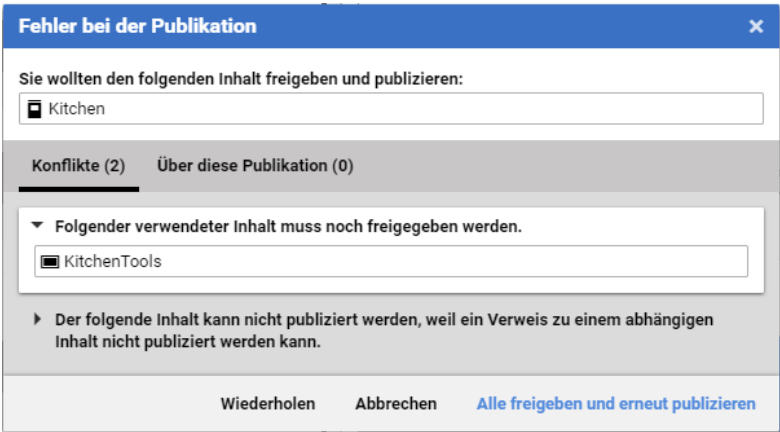 Fehler bei der Publikation
Sie wollten den folgenden Inhalt freigeben und publizieren:
Kitchen
Konflikte (2) Über diese Publikation (0)
Folgender verwendeter Inhalt muss noch freigegeben werden.
KitchenTools
Der folgende Inhalt kann nicht publiziert werden, weil ein Verweis zu einem abhängigen
Inhalt nicht publiziert werden kann.
Wiederholen Abbrechen Alle freigeben und erneut publizieren